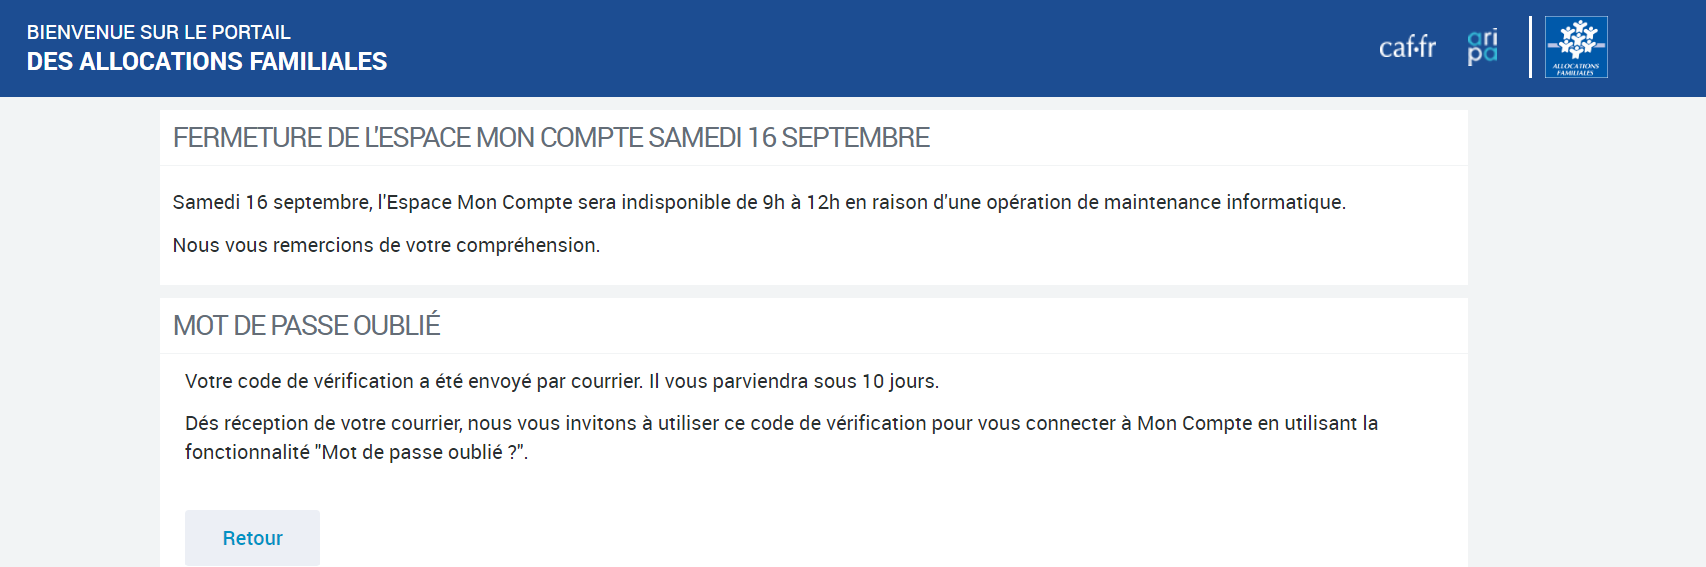 BIENVENUE SUR LE PORTAIL
DES ALLOCATIONS FAMILIALES
caf·fr
aripa
ALLOCATIONS
FAMILIALES
FERMETURE DE L'ESPACE MON COMPTE SAMEDI 16 SEPTEMBRE
Samedi 16 septembre, l'Espace Mon Compte sera indisponible de 9h à 12h en raison d'une opération de maintenance informatique.
Nous vous remercions de votre compréhension.
MOT DE PASSE OUBLIÉ
Votre code de vérification a été envoyé par courrier. Il vous parviendra sous 10 jours.
Dés réception de votre courrier, nous vous invitons à utiliser ce code de vérification pour vous connecter à Mon Compte en utilisant la
fonctionnalité "Mot de passe oublié ?".
Retour